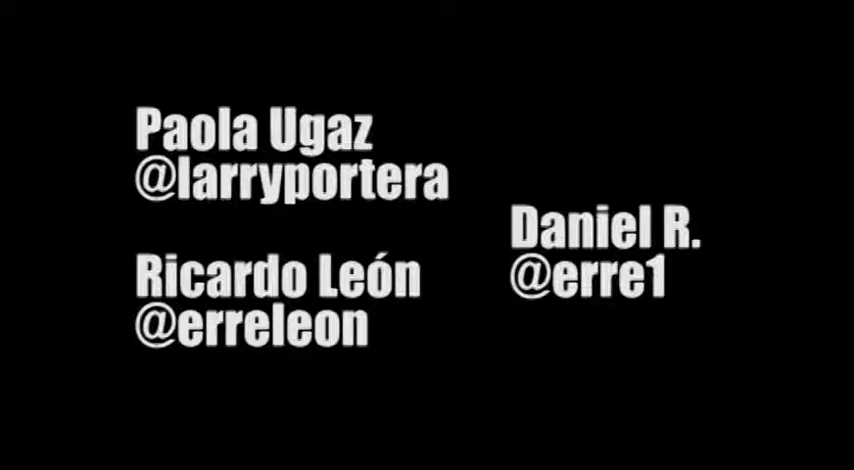 Paola Ugaz
@larryportera
Ricardo León
@erreleon
Daniel R.
@erre1